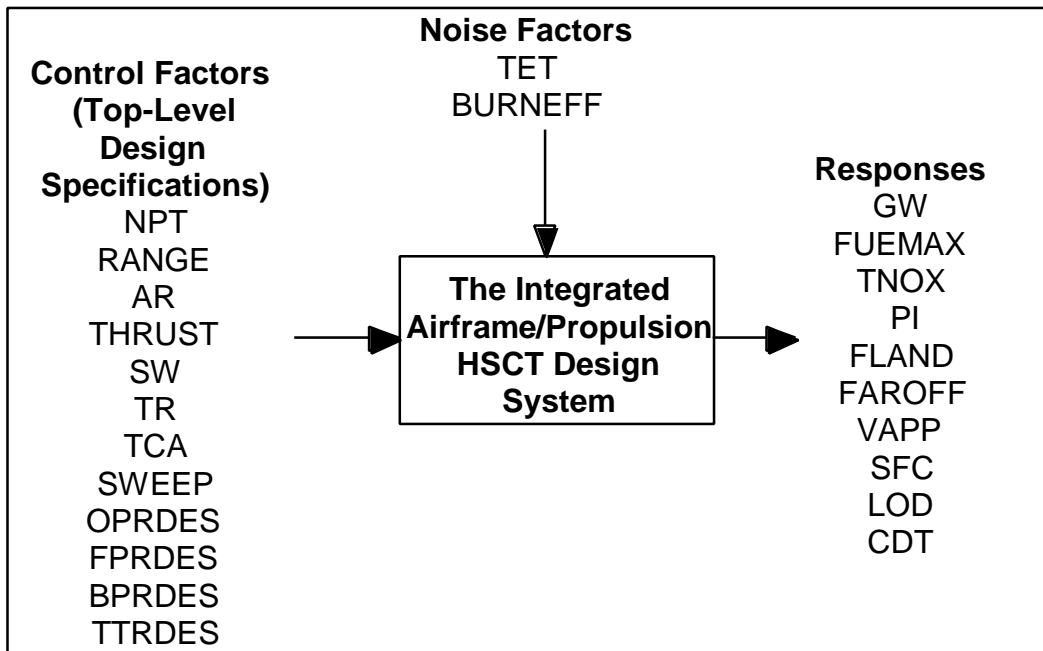 Noise Factors
TET
BURNEFF
Control Factors
(Top-Level
Design
Specifications)
NPT
RANGE
AR
THRUST
SW
TR
TCA
SWEEP
OPRDES
FPRDES
BPRDES
TTRDES
The Integrated
Airframe/Propulsion
HSCT Design
System
Responses
GW
FUEMAX
TNOX
PI
FLAND
FAROFF
VAPP
SFC
LOD
CDT